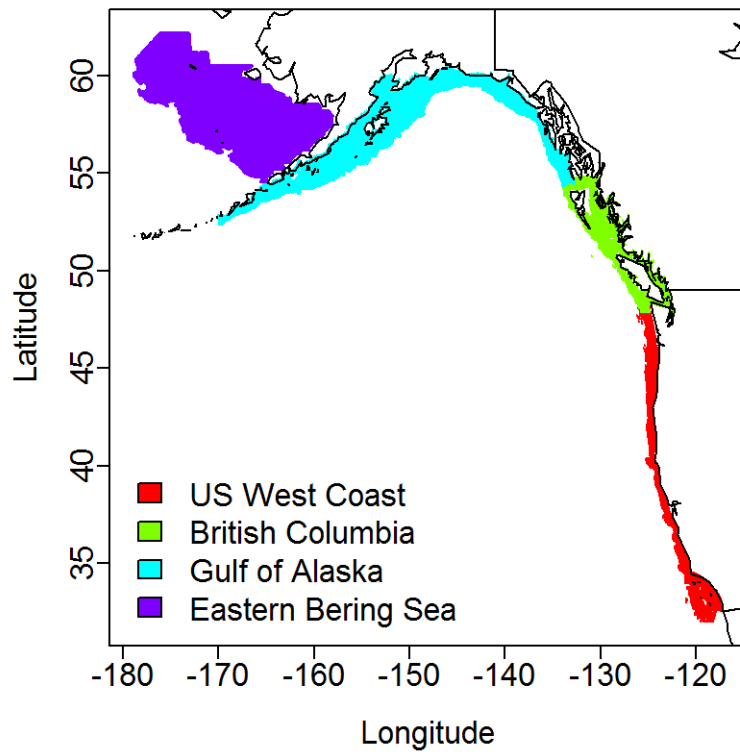 60
55
50
45
40
35
Latitude
US West Coast
British Columbia
Gulf of Alaska
Eastern Bering Sea
-180 -170 -160 -150 -140 -130 -120
Longitude